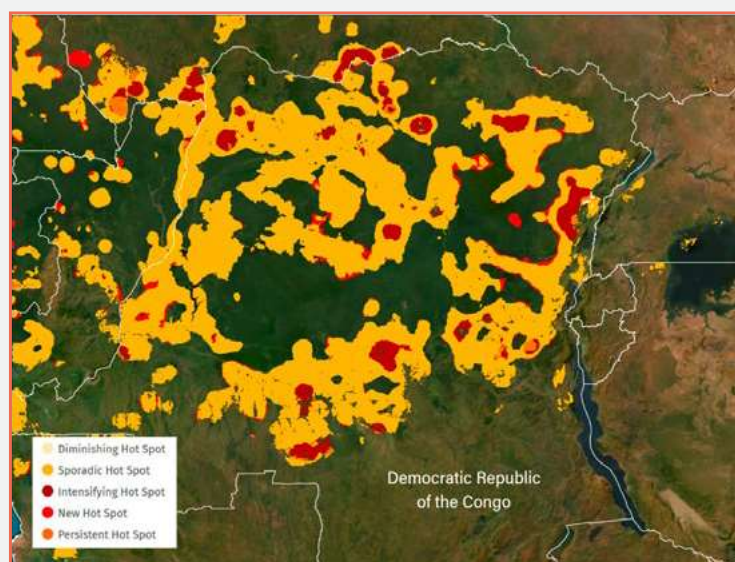 Diminishing Hot Spot
Sporadic Hot Spot
Intensifying Hot Spot
New Hot Spot
Persistent Hot Spot
Democratic Republic
of the Congo